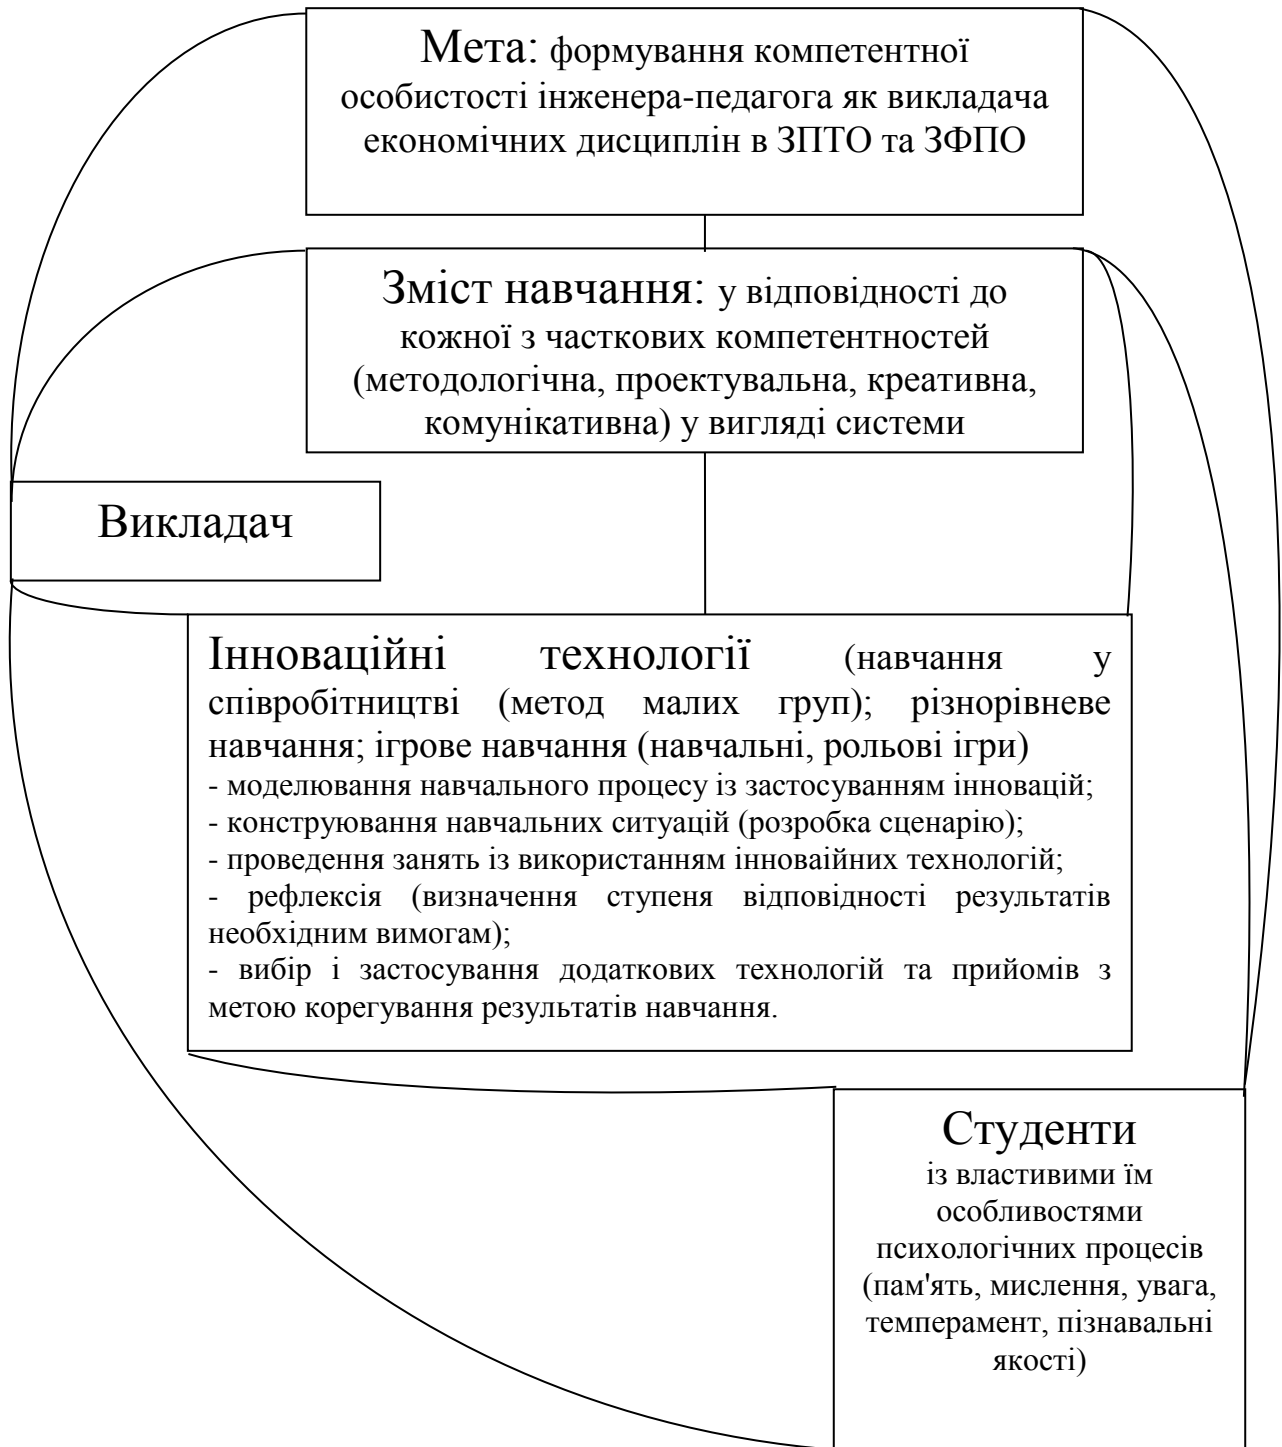 Мета: формування компетентної
особистості інженера-педагога як викладача
економічних дисциплін в ЗПТО та ЗФПО
Зміст навчання: у відповідності до
кожної з часткових компетентностей
(методологічна, проектувальна, креативна,
комунікативна) у вигляді системи
Викладач
Інноваційні технології (навчання у
співробітництві (метод малих груп); різнорівневе
навчання; ігрове навчання (навчальні, рольові ігри)
- моделювання навчального процесу із застосуванням інновацій;
- конструювання навчальних ситуацій (розробка сценарію);
- проведення занять із використанням інноваійних технологій;
- рефлексія (визначення ступеня відповідності результатів
необхідним вимогам);
- вибір і застосування додаткових технологій та прийомів з
метою корегування результатів навчання.
Студенти
із властивими їм
особливостями
психологічних процесів
(пам'ять, мислення, увага,
темперамент, пізнавальні
якості)